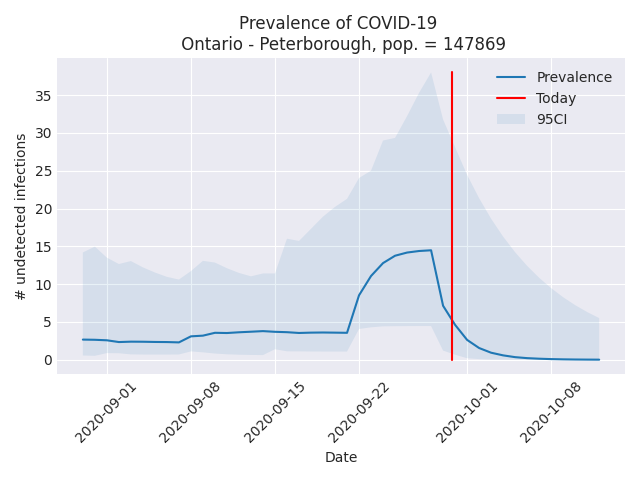 Prevalence of COVID-19
Ontario - Peterborough, pop. = 147869
Prevalence
Today
95CI
# undetected infections
35
30
25
20
15
10
5
0
2020-09-01
2020-09-08
2020-09-15
2020-09-22
2020-10-01
2020-10-08
Date